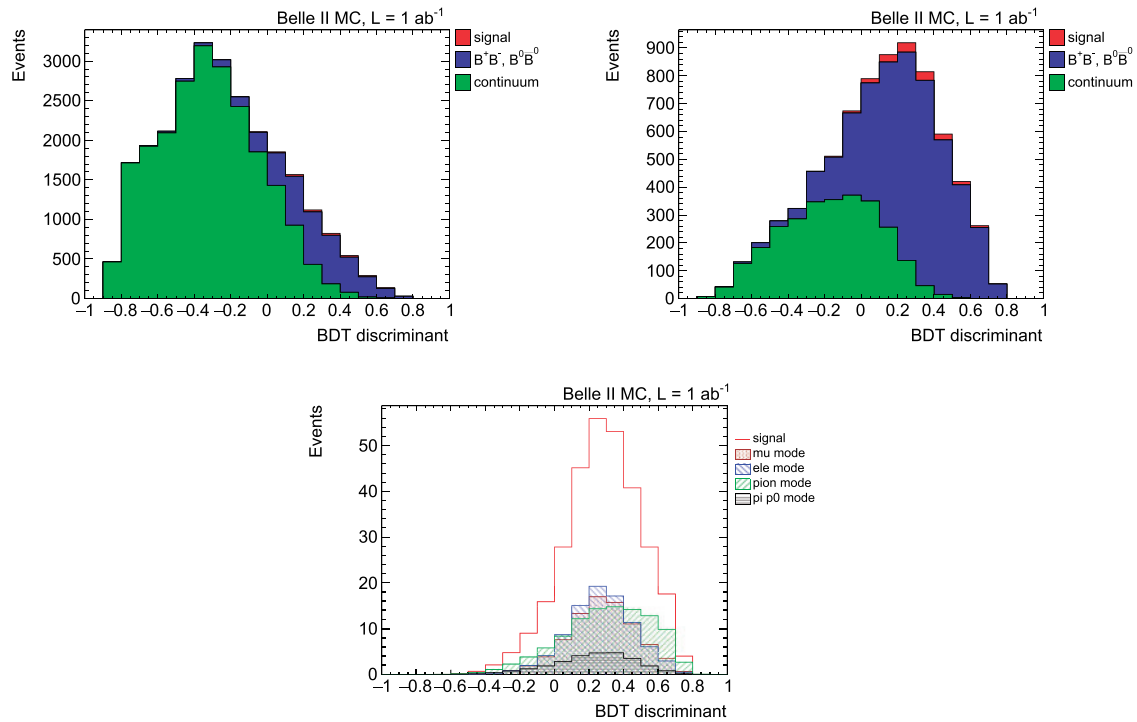 Belle II MC, L = 1 ab⁻¹
Events
3000
2500
2000
1500
1000
500
0
−1 −0.8 −0.6 −0.4 −0.2 0 0.2 0.4 0.6 0.8 1
BDT discriminant
signal
B⁺B⁻, B⁰B̅⁰
continuum
Belle II MC, L = 1 ab⁻¹
Events
900
800
700
600
500
400
300
200
100
0
−1 −0.8 −0.6 −0.4 −0.2 0 0.2 0.4 0.6 0.8 1
BDT discriminant
signal
B⁺B⁻, B⁰B̅⁰
continuum
Belle II MC, L = 1 ab⁻¹
Events
50
40
30
20
10
0
−1 −0.8 −0.6 −0.4 −0.2 0 0.2 0.4 0.6 0.8 1
BDT discriminant
signal
mu mode
ele mode
pion mode
pi p0 mode